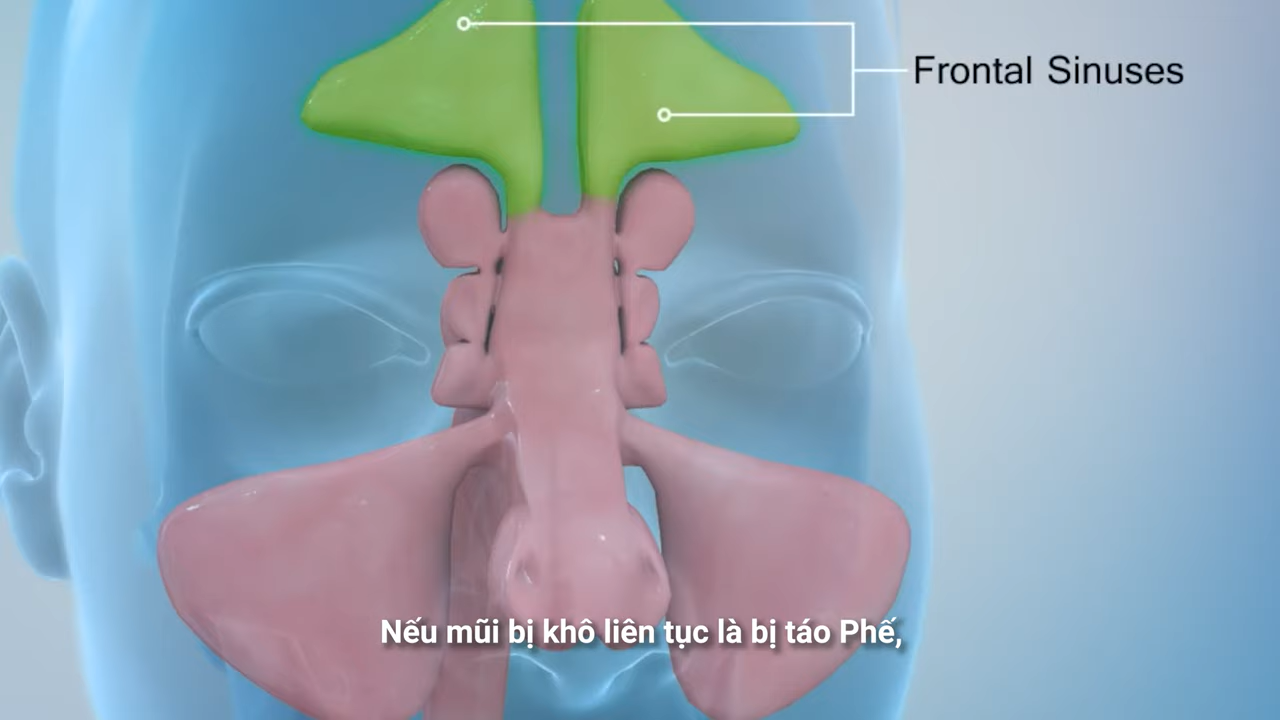 Frontal Sinuses
Nếu mũi bị khô liên tục là bị táo Phế,